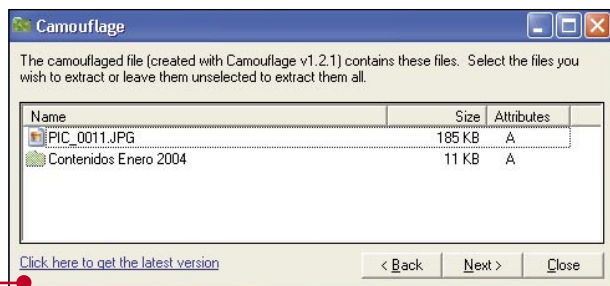 Camouflage
The camouflaged file (created with Camouflage v1.2.1) contains these files. Select the files you
wish to extract or leave them unselected to extract them all.
Name Size Attributes
PIC_0011.JPG 185 KB A
Contenidos Enero 2004 11 KB A
Click here to get the latest version < Back Next > Close